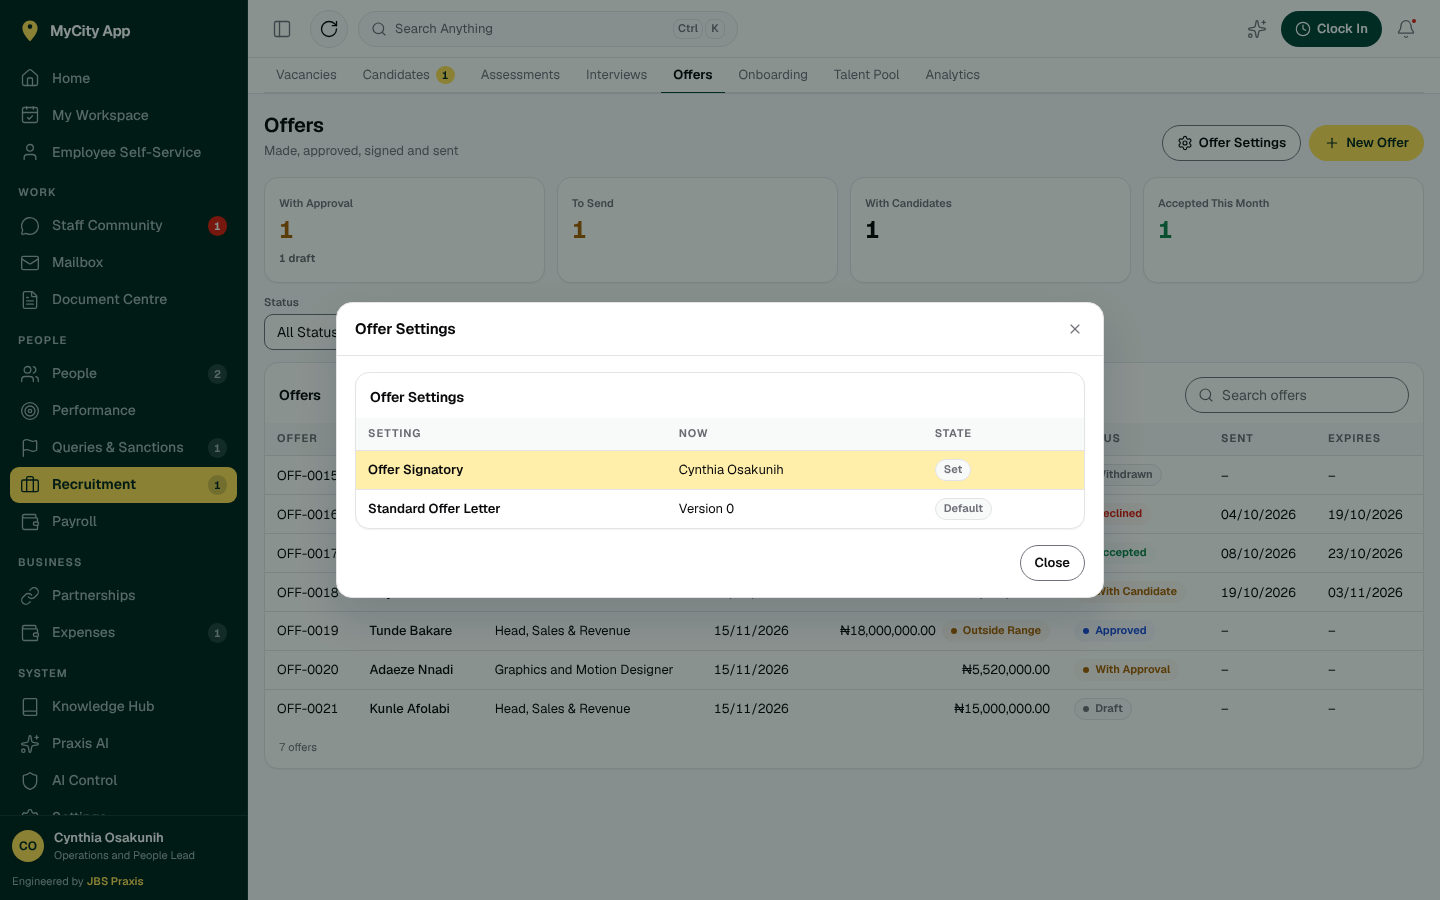 MyCity App
Home
My Workspace
Employee Self-Service
WORK
Staff Community 1
Mailbox
Document Centre
PEOPLE
People 2
Performance
Queries & Sanctions 1
Recruitment 1
Payroll
BUSINESS
Partnerships
Expenses 1
SYSTEM
Knowledge Hub
Praxis AI
AI Control
CO Cynthia Osakunih
Operations and People Lead
Engineered by JBS Praxis
Search Anything Ctrl K
Clock In
Vacancies Candidates 1 Assessments Interviews Offers Onboarding Talent Pool Analytics
Offers
Made, approved, signed and sent
Offer Settings New Offer
With Approval To Send With Candidates Accepted This Month
1 1 1 1
1 draft
Status
All Status
Offers Search offers
OFFER US SENT EXPIRES
OFF-0015 ithdrawn – –
OFF-0016 eclined 04/10/2026 19/10/2026
OFF-0017 ccepted 08/10/2026 23/10/2026
OFF-0018 With Candidate 19/10/2026 03/11/2026
OFF-0019 Tunde Bakare Head, Sales & Revenue 15/11/2026 ₦18,000,000.00 Outside Range Approved – –
OFF-0020 Adaeze Nnadi Graphics and Motion Designer 15/11/2026 ₦5,520,000.00 With Approval – –
OFF-0021 Kunle Afolabi Head, Sales & Revenue 15/11/2026 ₦15,000,000.00 Draft – –
7 offers
Offer Settings
Offer Settings
SETTING NOW STATE
Offer Signatory Cynthia Osakunih Set
Standard Offer Letter Version 0 Default
Close